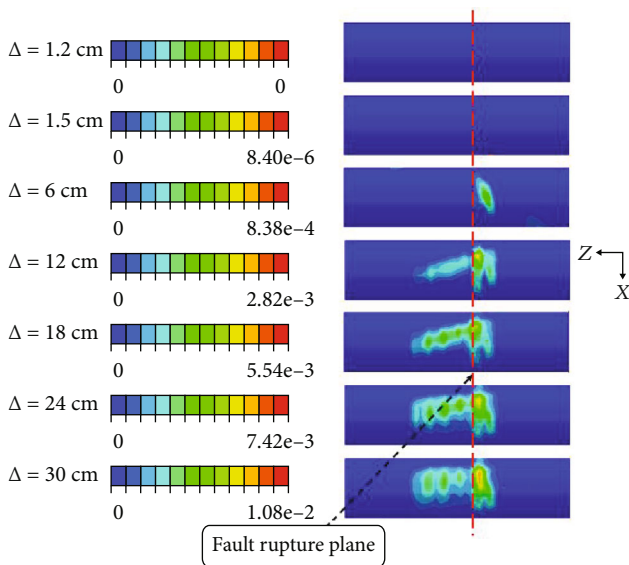 Δ = 1.2 cm
0 0
Δ = 1.5 cm
0 8.40e–6
Δ = 6 cm
0 8.38e–4
Δ = 12 cm
0 2.82e–3
Δ = 18 cm
0 5.54e–3
Δ = 24 cm
0 7.42e–3
Δ = 30 cm
0 1.08e–2
Z
X
Fault rupture plane